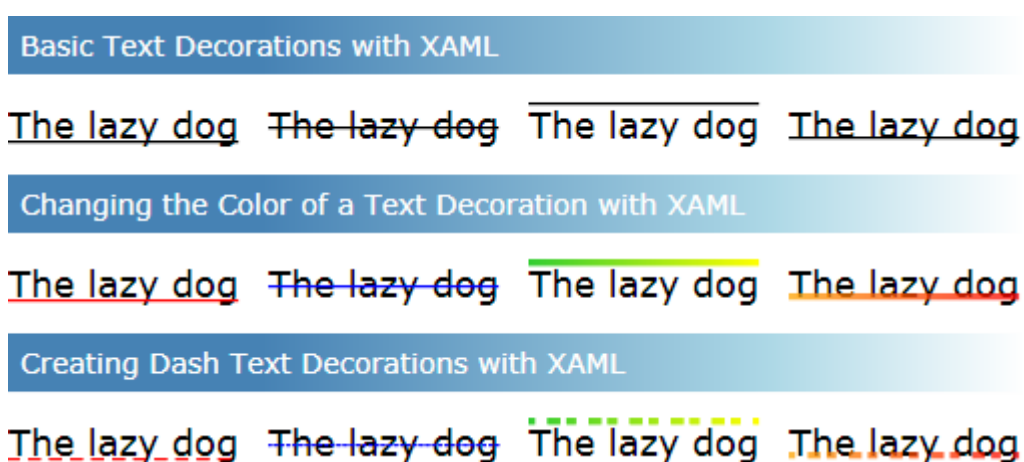 Basic Text Decorations with XAML
The lazy dog The lazy dog The lazy dog The lazy dog
Changing the Color of a Text Decoration with XAML
The lazy dog The lazy dog The lazy dog The lazy dog
Creating Dash Text Decorations with XAML
The lazy dog The lazy dog The lazy dog The lazy dog